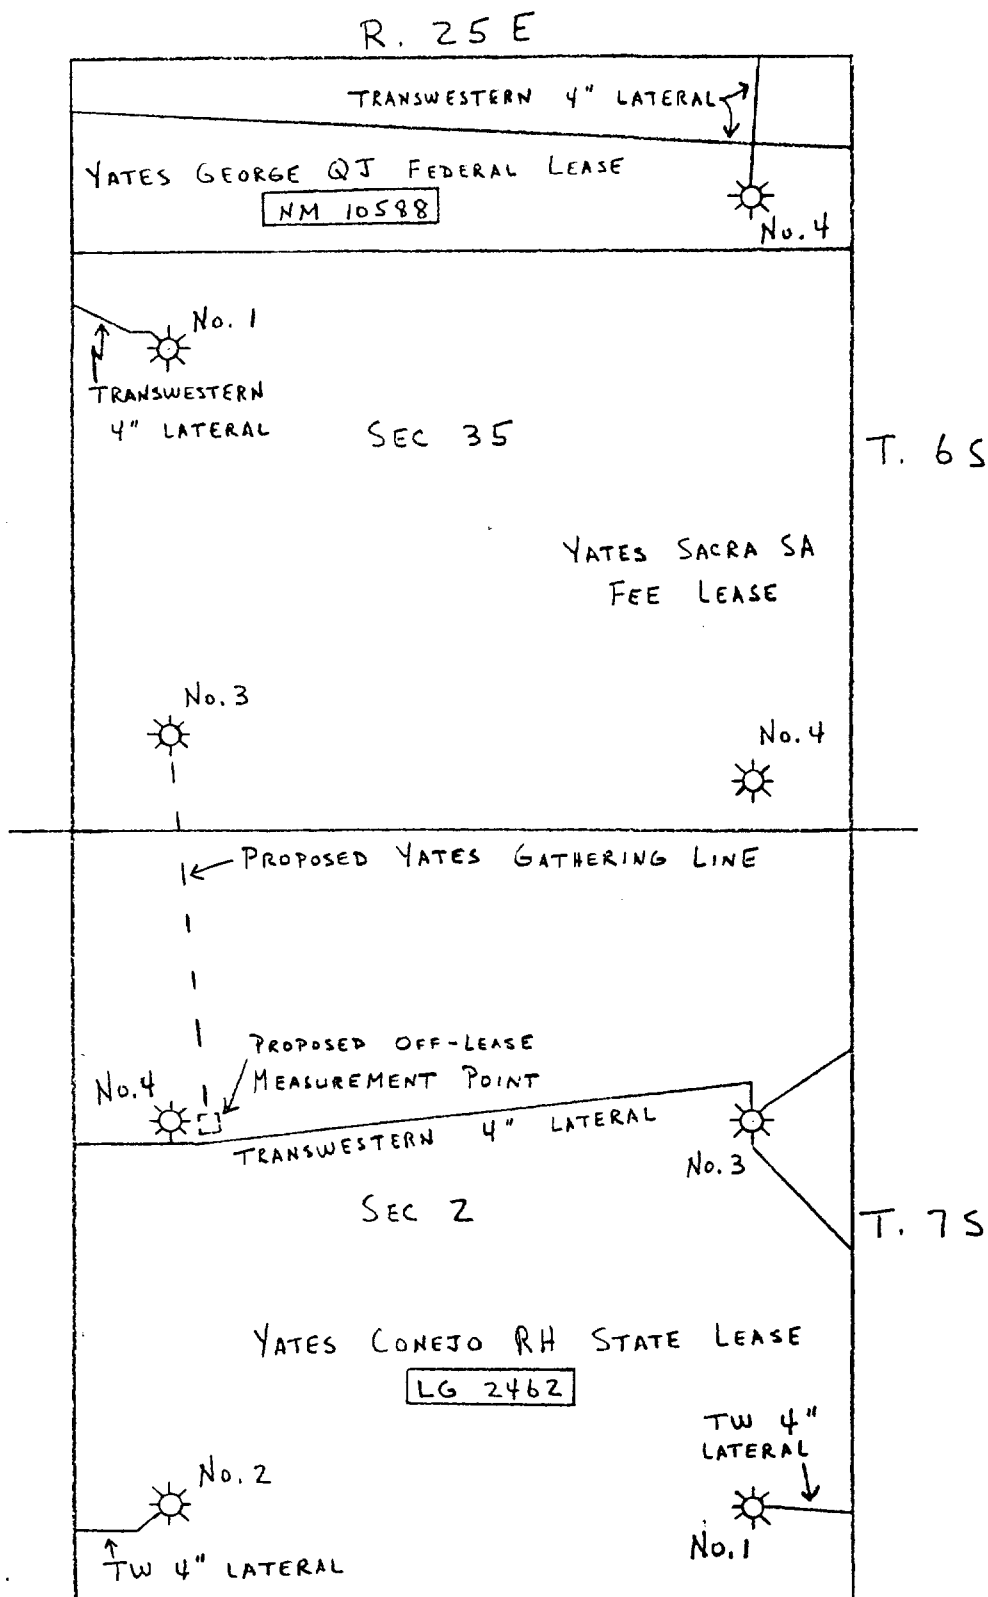 R. 25 E
TRANSWESTERN 4" LATERAL
YATES GEORGE QJ FEDERAL LEASE
NM 10588
No. 4
No. 1
TRANSWESTERN
4" LATERAL
SEC 35
T. 6 S
YATES SACRA SA
FEE LEASE
No. 3
No. 4
PROPOSED YATES GATHERING LINE
PROPOSED OFF-LEASE
MEASUREMENT POINT
No. 4
TRANSWESTERN 4" LATERAL
No. 3
SEC 2
T. 7 S
YATES CONEJO RH STATE LEASE
LG 2462
TW 4"
LATERAL
No. 2
No. 1
TW 4" LATERAL